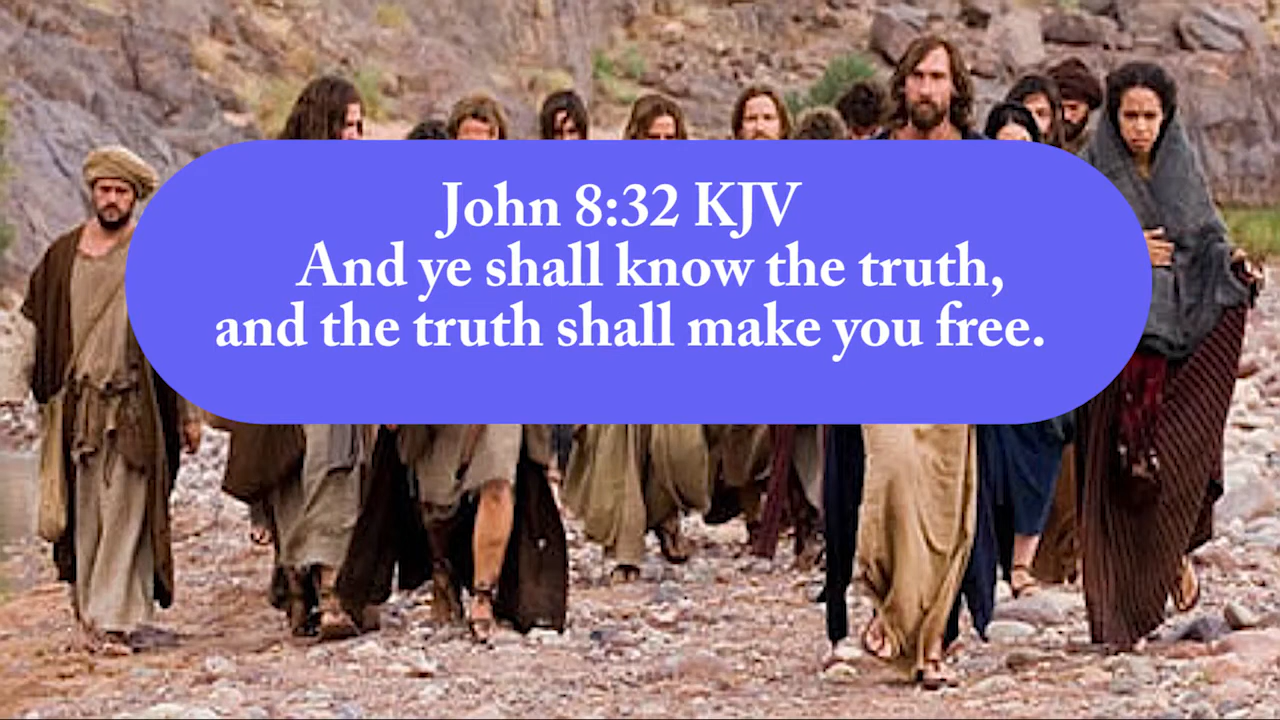 John 8:32 KJV
And ye shall know the truth,
and the truth shall make you free.